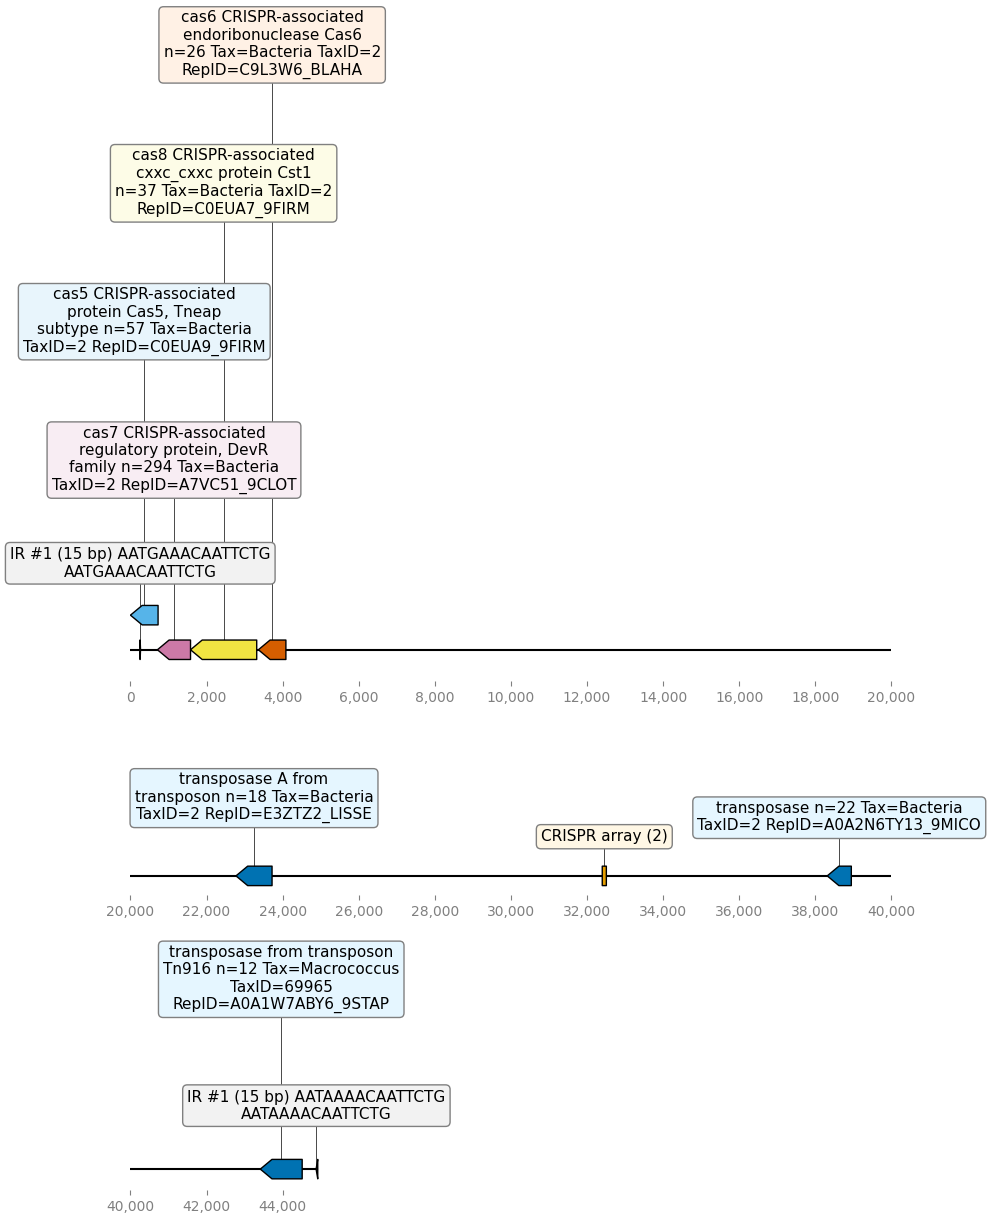 cas6 CRISPR-associated
endoribonuclease Cas6
n=26 Tax=Bacteria TaxID=2
RepID=C9L3W6_BLAHA
cas8 CRISPR-associated
cxxc_cxxc protein Cst1
n=37 Tax=Bacteria TaxID=2
RepID=C0EUA7_9FIRM
cas5 CRISPR-associated
protein Cas5, Tneap
subtype n=57 Tax=Bacteria
TaxID=2 RepID=C0EUA9_9FIRM
cas7 CRISPR-associated
regulatory protein, DevR
family n=294 Tax=Bacteria
TaxID=2 RepID=A7VC51_9CLOT
IR #1 (15 bp) AATGAAACAATTCTG
AATGAAACAATTCTG
0 2,000 4,000 6,000 8,000 10,000 12,000 14,000 16,000 18,000 20,000
transposase A from
transposon n=18 Tax=Bacteria
TaxID=2 RepID=E3ZTZ2_LISSE
CRISPR array (2)
transposase n=22 Tax=Bacteria
TaxID=2 RepID=A0A2N6TY13_9MICO
20,000 22,000 24,000 26,000 28,000 30,000 32,000 34,000 36,000 38,000 40,000
transposase from transposon
Tn916 n=12 Tax=Macrococcus
TaxID=69965
RepID=A0A1W7ABY6_9STAP
IR #1 (15 bp) AATAAAACAATTCTG
AATAAAACAATTCTG
40,000 42,000 44,000